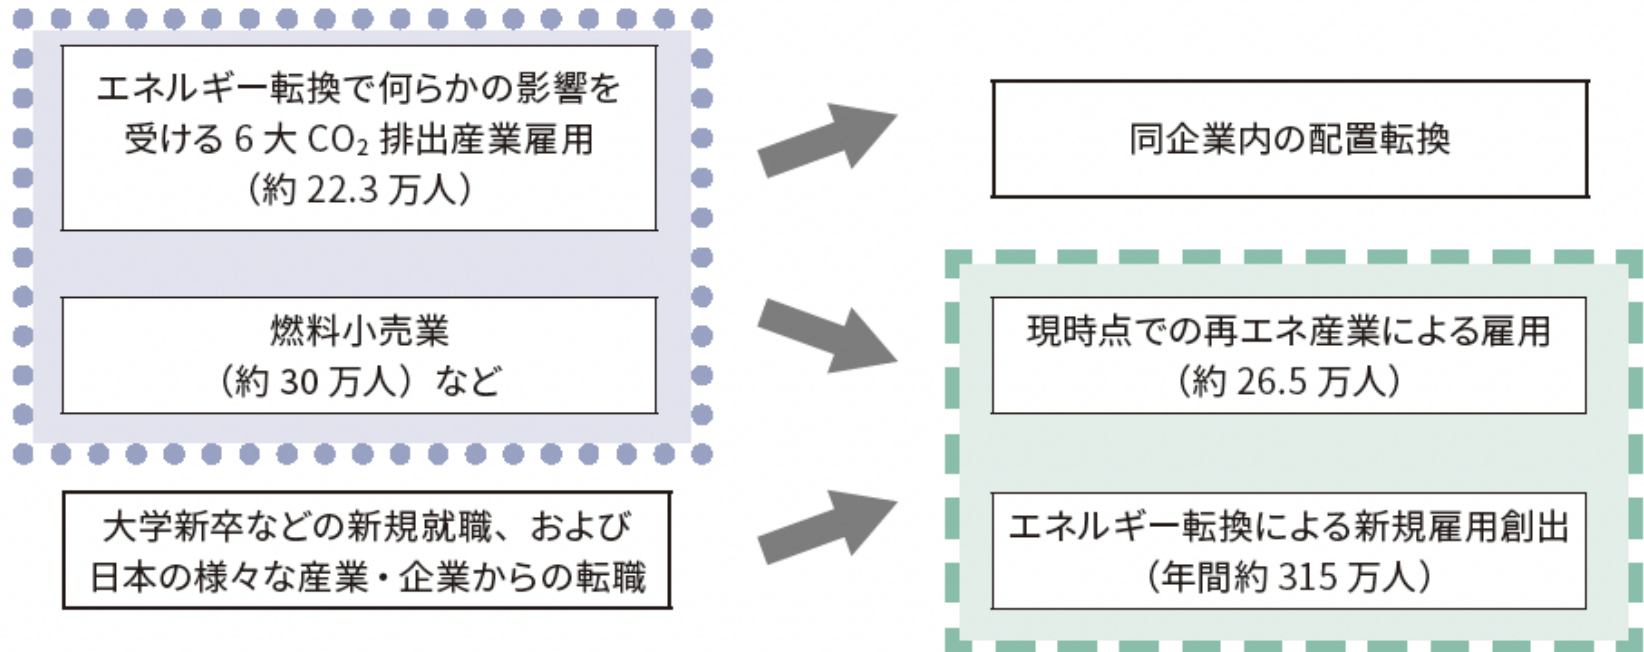 エネルギー転換で何らかの影響を
受ける 6 大 CO₂ 排出産業雇用
（約 22.3 万人）
燃料小売業
（約 30 万人）など
大学新卒などの新規就職、および
日本の様々な産業・企業からの転職
同企業内の配置転換
現時点での再エネ産業による雇用
（約 26.5 万人）
エネルギー転換による新規雇用創出
（年間約 315 万人）